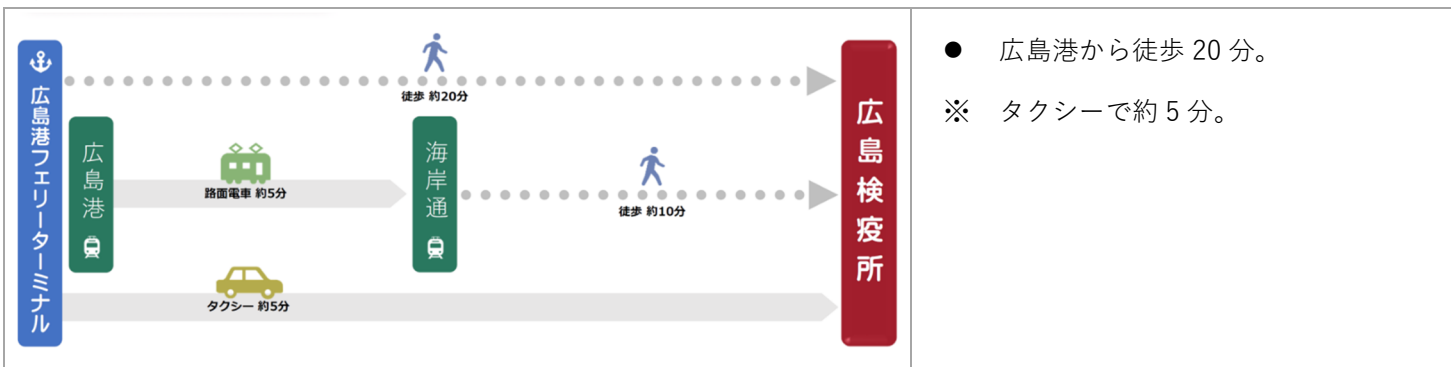 広島港フェリーターミナル
徒歩 約20分
広島港
路面電車 約5分
海岸通
徒歩 約10分
タクシー 約5分
広島検疫所
● 広島港から徒歩 20 分。
※ タクシーで約 5 分。